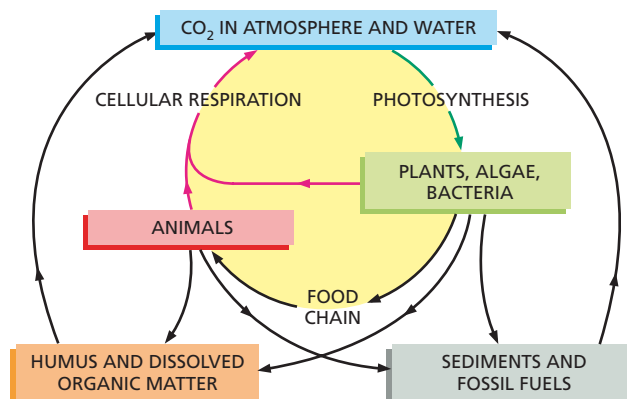 CO₂ IN ATMOSPHERE AND WATER
CELLULAR RESPIRATION
PHOTOSYNTHESIS
PLANTS, ALGAE,
BACTERIA
ANIMALS
FOOD
CHAIN
HUMUS AND DISSOLVED
ORGANIC MATTER
SEDIMENTS AND
FOSSIL FUELS